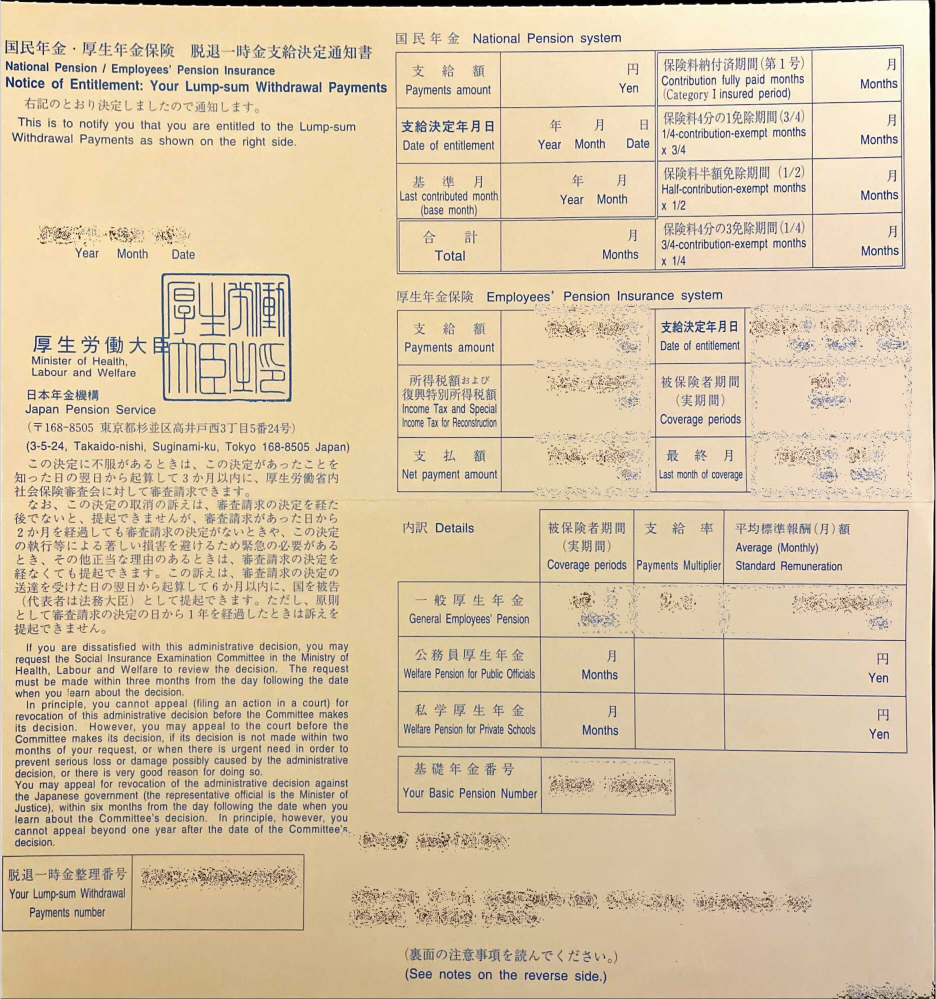 国民年金・厚生年金保険 脱退一時金支給決定通知書
National Pension / Employees' Pension Insurance
Notice of Entitlement: Your Lump-sum Withdrawal Payments
右記のとおり決定しましたので通知します。
This is to notify you that you are entitled to the Lump-sum
Withdrawal Payments as shown on the right side.
Year Month Date
厚生労働大臣
Minister of Health,
Labour and Welfare
日本年金機構
Japan Pension Service
(〒168-8505 東京都杉並区高井戸西3丁目5番24号)
(3-5-24, Takaido-nishi, Suginami-ku, Tokyo 168-8505 Japan)
この決定に不服があるときは、この決定があったことを
知った日の翌日から起算して3か月以内に、厚生労働省内
社会保険審査会に対して審査請求できます。
なお、この決定の取消の訴えは、審査請求の決定を経た
後でないと、提起できませんが、審査請求があった日から
2か月を経過しても審査請求の決定がないときや、この決定
の執行等による著しい損害を避けるため緊急の必要がある
とき、その他正当な理由のあるときは、審査請求の決定を
経なくても提起できます。この訴えは、審査請求の決定の
送達を受けた日の翌日から起算して6か月以内に、国を被告
(代表者は法務大臣)として提起できます。ただし、原則
として審査請求の決定の日から1年を経過したときは訴えを
提起できません。
If you are dissatisfied with this administrative decision, you may
request the Social Insurance Examination Committee in the Ministry of
Health, Labour and Welfare to review the decision. The request
must be made within three months from the day following the date
when you learn about the decision.
In principle, you cannot appeal (filing an action in a court) for
revocation of this administrative decision before the Committee makes
its decision. However, you may appeal to the court before the
Committee makes its decision, if its decision is not made within two
months of your request, or when there is urgent need in order to
prevent serious loss or damage possibly caused by the administrative
decision, or there is very good reason for doing so.
You may appeal for revocation of the administrative decision against
the Japanese government (the representative official is the Minister of
Justice), within six months from the day following the date when you
learn about the Committee's decision. In principle, however, you
cannot appeal beyond one year after the date of the Committee's
decision.
脱退一時金整理番号
Your Lump-sum Withdrawal
Payments number
国民年金 National Pension system
支給額
Payments amount
円
Yen
保険料納付済期間(第1号)
Contribution fully paid months
(Category I insured period)
月
Months
支給決定年月日
Date of entitlement
年 月 日
Year Month Date
保険料4分の1免除期間(3/4)
1/4-contribution-exempt months
x 3/4
月
Months
基準月
Last contributed month
(base month)
年 月
Year Month
保険料半額免除期間 (1/2)
Half-contribution-exempt months
x 1/2
月
Months
合計
Total
月
Months
保険料4分の3免除期間(1/4)
3/4-contribution-exempt months
x 1/4
月
Months
厚生年金保険 Employees' Pension Insurance system
支給額
Payments amount
支給決定年月日
Date of entitlement
所得税額および
復興特別所得税額
Income Tax and Special
Income Tax for Reconstruction
被保険者期間
(実期間)
Coverage periods
支払額
Net payment amount
最終月
Last month of coverage
内訳 Details
被保険者期間
(実期間)
Coverage periods
支給率
Payments Multiplier
平均標準報酬(月)額
Average (Monthly)
Standard Remuneration
一般厚生年金
General Employees' Pension
公務員厚生年金
Welfare Pension for Public Officials
月
Months
円
Yen
私学厚生年金
Welfare Pension for Private Schools
月
Months
円
Yen
基礎年金番号
Your Basic Pension Number
(裏面の注意事項を読んでください。)
(See notes on the reverse side.)